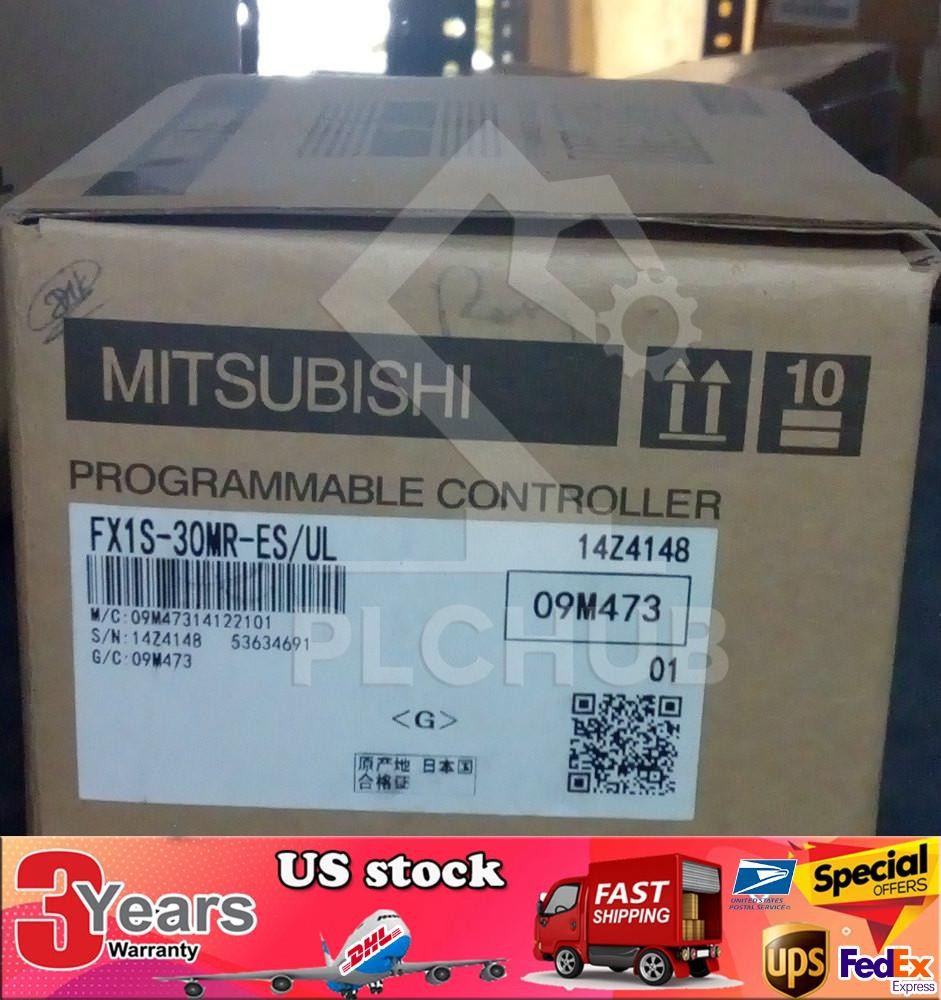 MITSUBISHI
10
PROGRAMMABLE CONTROLLER
FX1S-30MR-ES/UL
14Z4148
M/C:09M47314122101
S/N:14Z4148 53634691
G/C:09M473
09M473
01
<G>
原产地 日本国
合格证
PLCHUB
3 Years
Warranty
US stock
DHL
FAST
SHIPPING
UNITED STATES
POSTAL SERVICE
Special
OFFERS
UPS
FedEx
Express